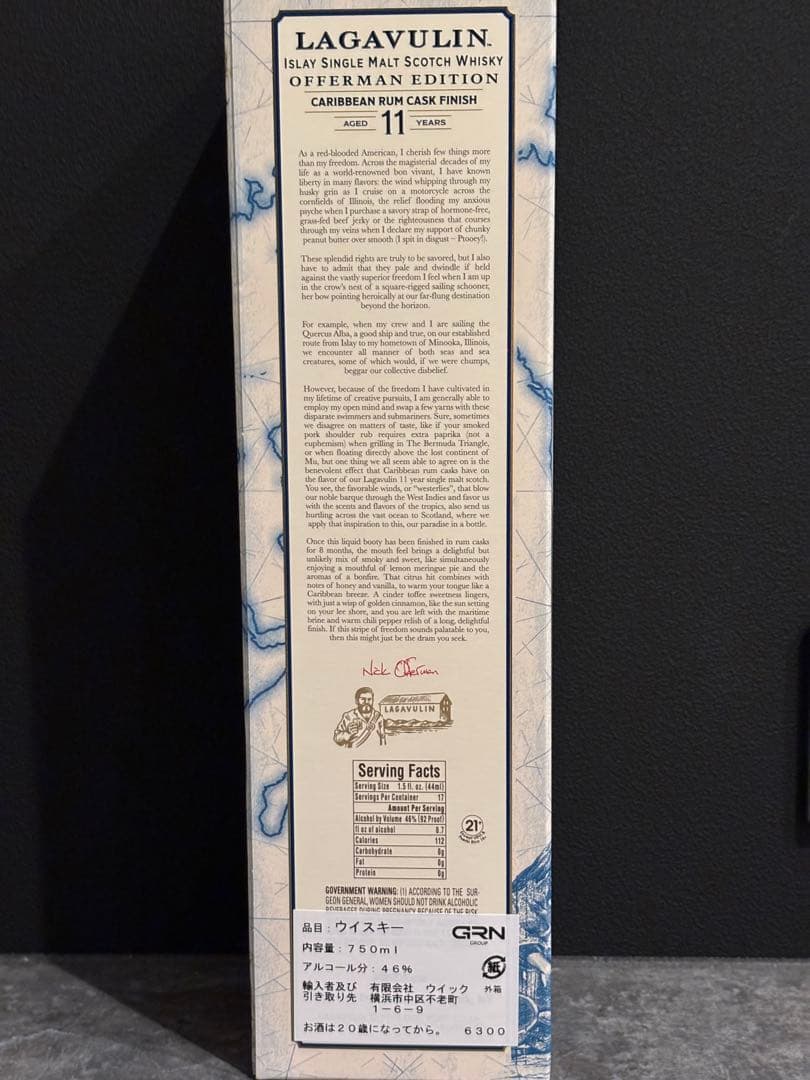 LAGAVULIN™
ISLAY SINGLE MALT SCOTCH WHISKY
OFFERMAN EDITION
CARIBBEAN RUM CASK FINISH
AGED 11 YEARS
As a red-blooded American, I cherish few things more
than my freedom. Across the magisterial decades of my
life as a world-renowned bon vivant, I have known
liberty in many flavors: the wind whipping through my
husky grin as I cruise on a motorcycle across the
cornfields of Illinois, the relief flooding my anxious
psyche when I purchase a savory strap of hormone-free,
grass-fed beef jerky or the righteousness that courses
through my veins when I declare my support of chunky
peanut butter over smooth (I spit in disgust – Ptooey!).
These splendid rights are truly to be savored, but I also
have to admit that they pale and dwindle if held
against the vastly superior freedom I feel when I am up
in the crow's nest of a square-rigged sailing schooner,
her bow pointing heroically at our far-flung destination
beyond the horizon.
For example, when my crew and I are sailing the
Quercus Alba, a good ship and true, on our established
route from Islay to my hometown of Minooka, Illinois,
we encounter all manner of both seas and sea
creatures, some of which would, if we were chumps,
beggar our collective disbelief.
However, because of the freedom I have cultivated in
my lifetime of creative pursuits, I am generally able to
employ my open mind and swap a few yarns with these
disparate swimmers and submariners. Sure, sometimes
we disagree on matters of taste, like if your smoked
pork shoulder rub requires extra paprika (not a
euphemism) when grilling in The Bermuda Triangle,
or when floating directly above the lost continent of
Mu, but one thing we all seem able to agree on is the
benevolent effect that Caribbean rum casks have on
the flavor of our Lagavulin 11 year single malt scotch.
You see, the favorable winds, or "westerlies", that blow
our noble barque through the West Indies and favor us
with the scents and flavors of the tropics, also send us
hurtling across the vast ocean to Scotland, where we
apply that inspiration to this, our paradise in a bottle.
Once this liquid booty has been finished in rum casks
for 8 months, the mouth feel brings a delightful but
unlikely mix of smoky and sweet, like simultaneously
enjoying a mouthful of lemon meringue pie and the
aromas of a bonfire. That citrus hit combines with
notes of honey and vanilla, to warm your tongue like a
Caribbean breeze. A cinder toffee sweetness lingers,
with just a wisp of golden cinnamon, like the sun setting
on your lee shore, and you are left with the maritime
brine and warm chili pepper relish of a long, delightful
finish. If this stripe of freedom sounds palatable to you,
then this might just be the dram you seek.
Nick Offerman
LAGAVULIN
Serving Facts
Serving Size 1.5 fl. oz. (44ml)
Servings Per Container 17
Amount Per Serving
Alcohol by Volume 46% (92 Proof)
fl oz of alcohol 0.7
Calories 112
Carbohydrate 0g
Fat 0g
Protein 0g
21+
GOVERNMENT WARNING: (1) ACCORDING TO THE SUR-
GEON GENERAL, WOMEN SHOULD NOT DRINK ALCOHOLIC
BEVERAGES DURING PREGNANCY BECAUSE OF THE RISK
品目：ウイスキー
GRN
GROUP
内容量：750ml
アルコール分：46%
紙
外箱
輸入者及び 有限会社 ウイック
引き取り先 横浜市中区不老町
1－6－9
お酒は20歳になってから。 6300